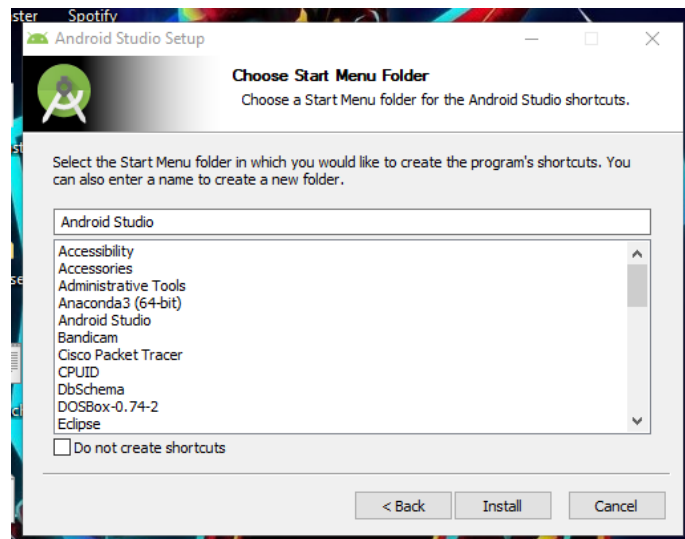 ster Spotify
Android Studio Setup
Choose Start Menu Folder
Choose a Start Menu folder for the Android Studio shortcuts.
Select the Start Menu folder in which you would like to create the program's shortcuts. You
can also enter a name to create a new folder.
Android Studio
Accessibility
Accessories
Administrative Tools
Anaconda3 (64-bit)
Android Studio
Bandicam
Cisco Packet Tracer
CPUID
DbSchema
DOSBox-0.74-2
Eclipse
Do not create shortcuts
< Back Install Cancel